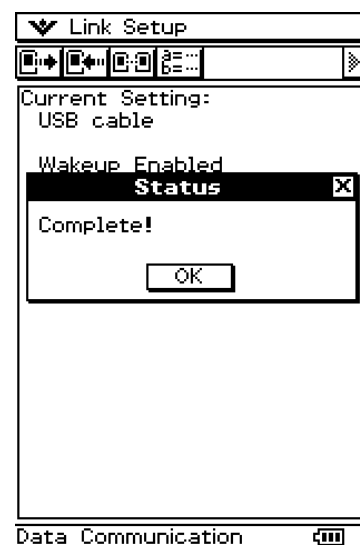 Link Setup
Current Setting:
USB cable
Wakeup Enabled
Status
Complete!
OK
Data Communication